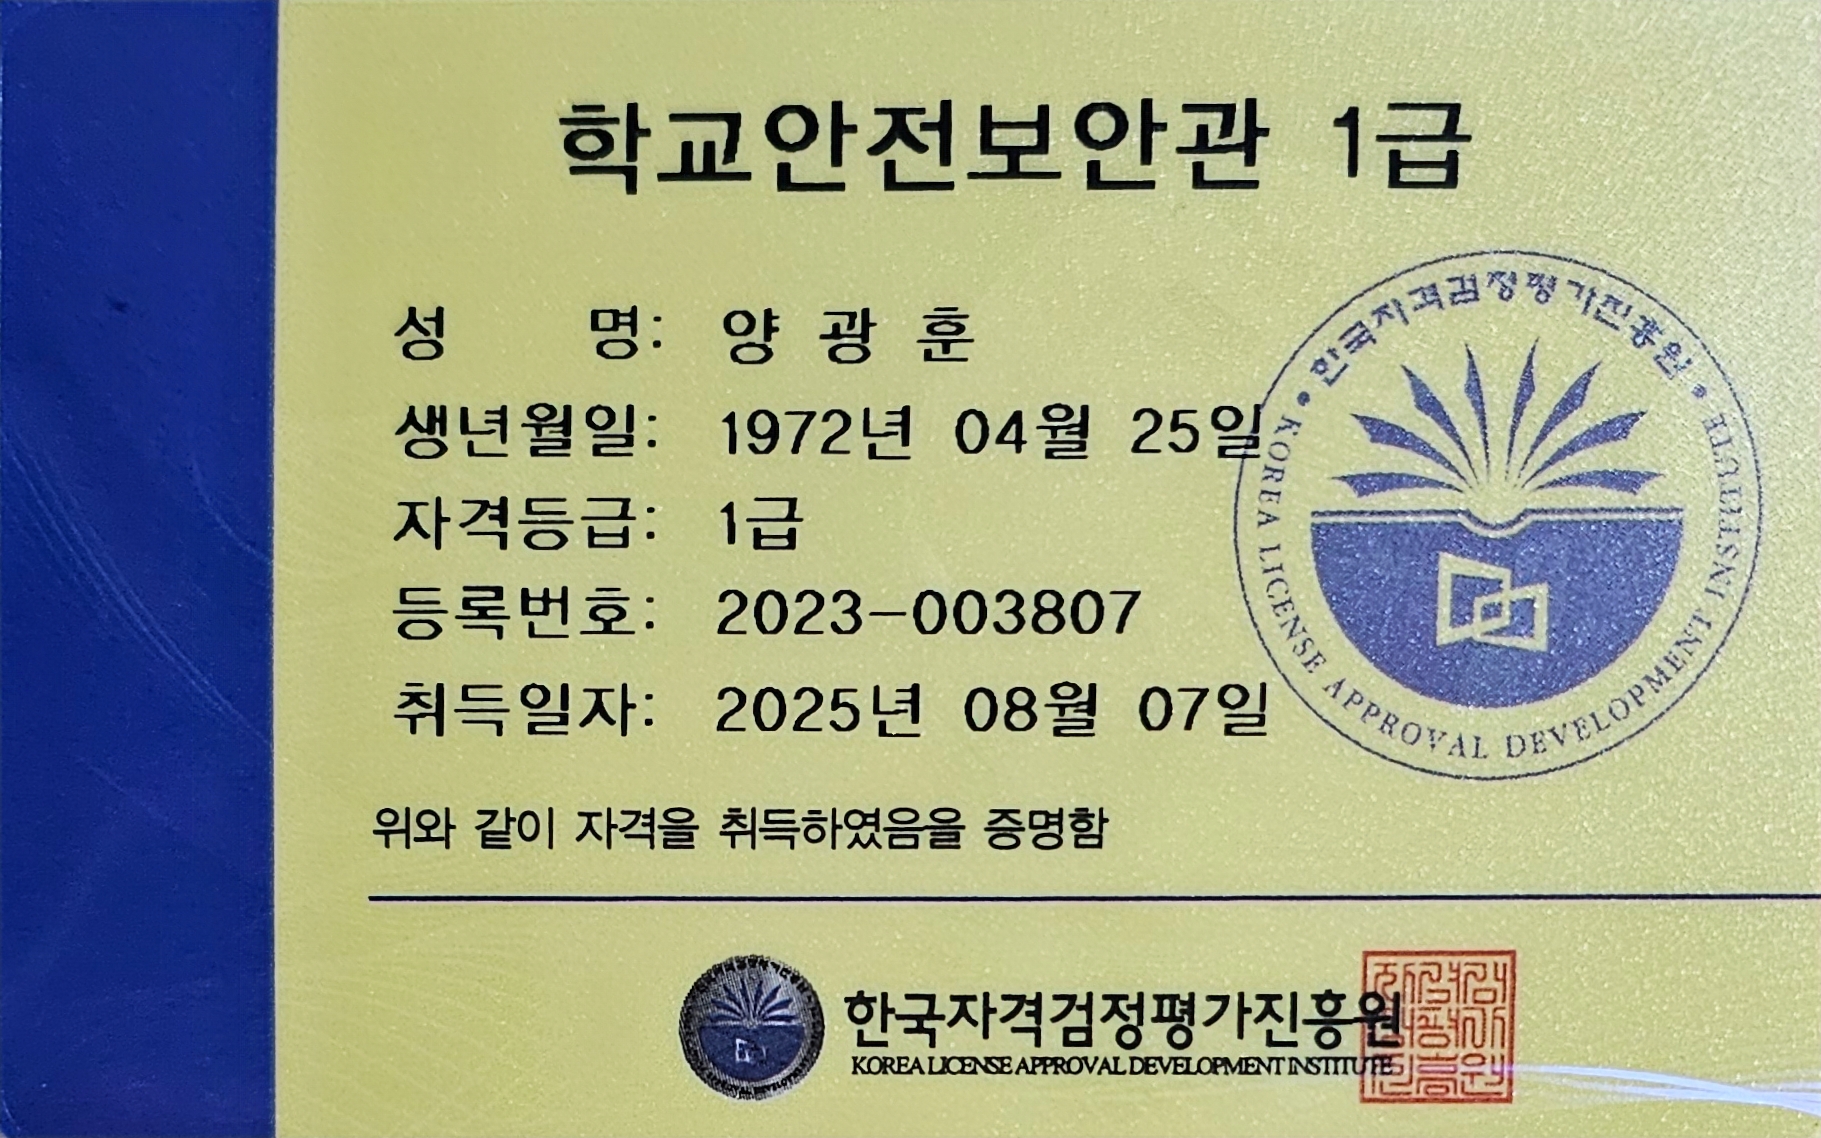 학교안전보안관 1급
성 명: 양 광 훈
생년월일: 1972년 04월 25일
자격등급: 1급
등록번호: 2023-003807
취득일자: 2025년 08월 07일
• 한국자격검정평가진흥원 •
KOREA LICENSE APPROVAL DEVELOPMENT INSTITUTE
위와 같이 자격을 취득하였음을 증명함
한국자격검정평가진흥원
KOREA LICENSE APPROVAL DEVELOPMENT INSTITUTE